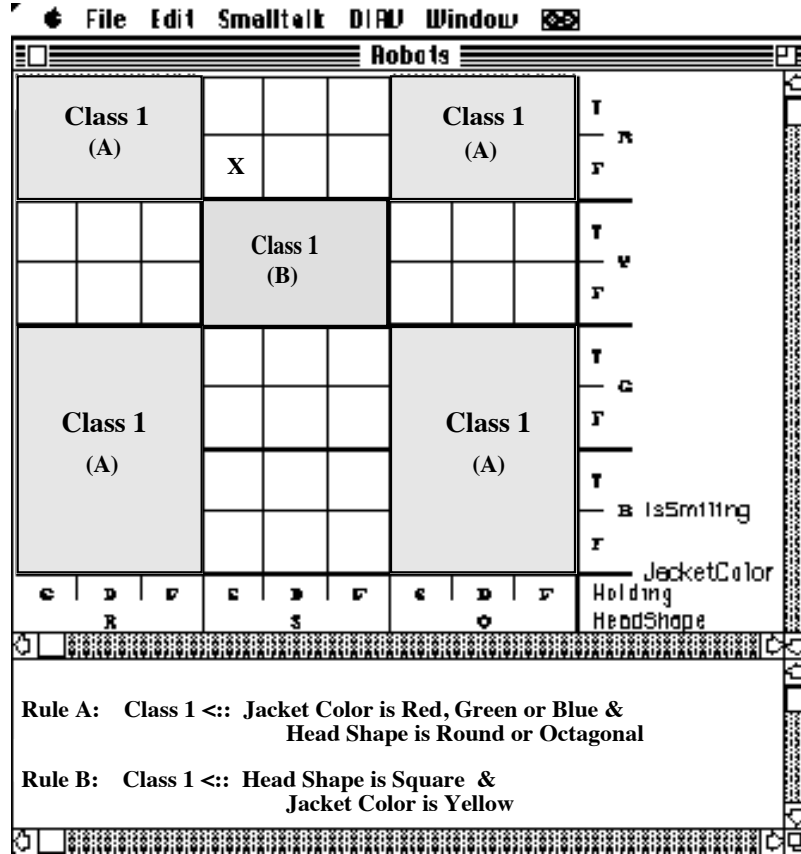 File Edit Smalltalk DIAV Window
Robots
Class 1 Class 1 T
(A) (A) R
X F
Class 1 T
(B) Y
F
T
G
Class 1 Class 1 F
(A) (A)
T
B IsSmiling
F
JacketColor
C D F C D F C D F Holding
R S O HeadShape
Rule A: Class 1 <:: Jacket Color is Red, Green or Blue &
Head Shape is Round or Octagonal
Rule B: Class 1 <:: Head Shape is Square &
Jacket Color is Yellow